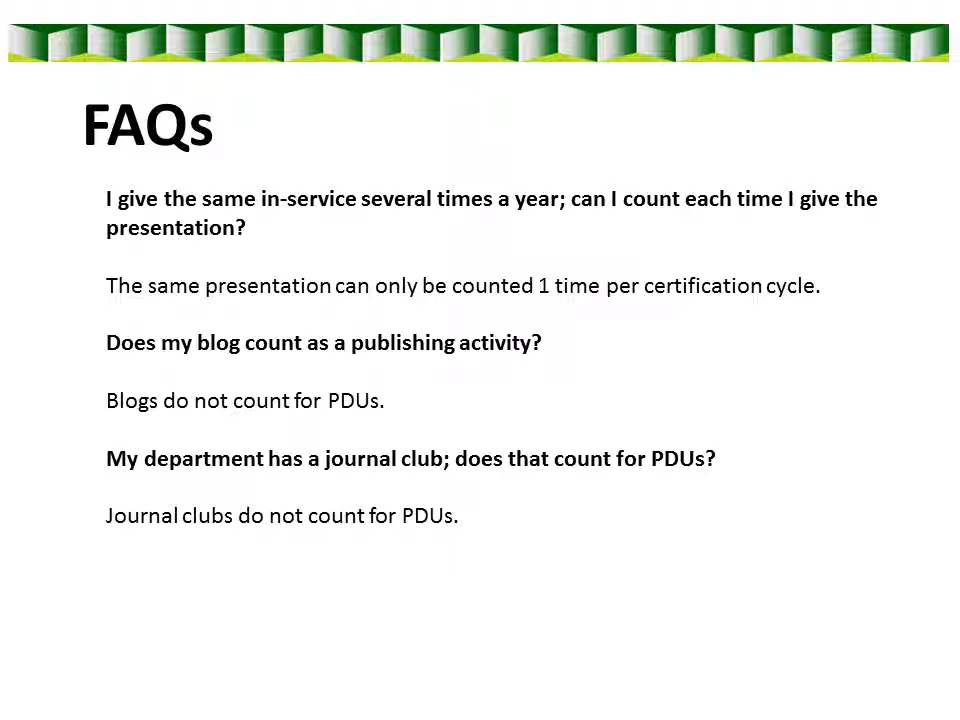 FAQs
I give the same in-service several times a year; can I count each time I give the
presentation?
The same presentation can only be counted 1 time per certification cycle.
Does my blog count as a publishing activity?
Blogs do not count for PDUs.
My department has a journal club; does that count for PDUs?
Journal clubs do not count for PDUs.